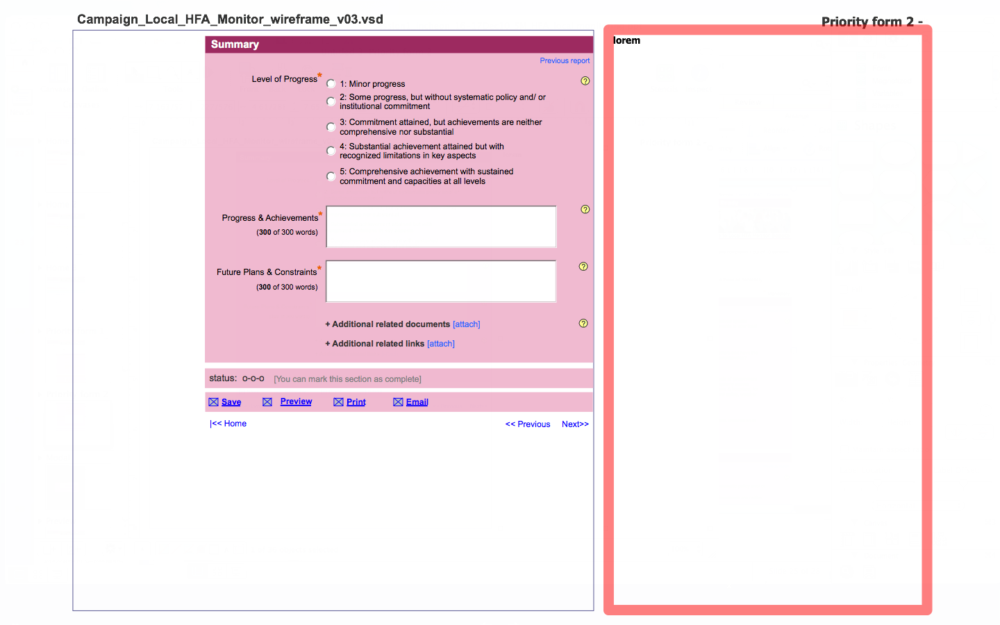 Campaign_Local_HFA_Monitor_wireframe_v03.vsd
Priority form 2 -
Summary
Previous report
Level of Progress*
1: Minor progress
2: Some progress, but without systematic policy and/ or
institutional commitment
3: Commitment attained, but achievements are neither
comprehensive nor substantial
4: Substantial achievement attained but with
recognized limitations in key aspects
5: Comprehensive achievement with sustained
commitment and capacities at all levels
?
Progress & Achievements*
(300 of 300 words)
?
Future Plans & Constraints*
(300 of 300 words)
?
+ Additional related documents [attach]
?
+ Additional related links [attach]
status: o-o-o [You can mark this section as complete]
Save Preview Print Email
|<< Home << Previous Next>>
lorem